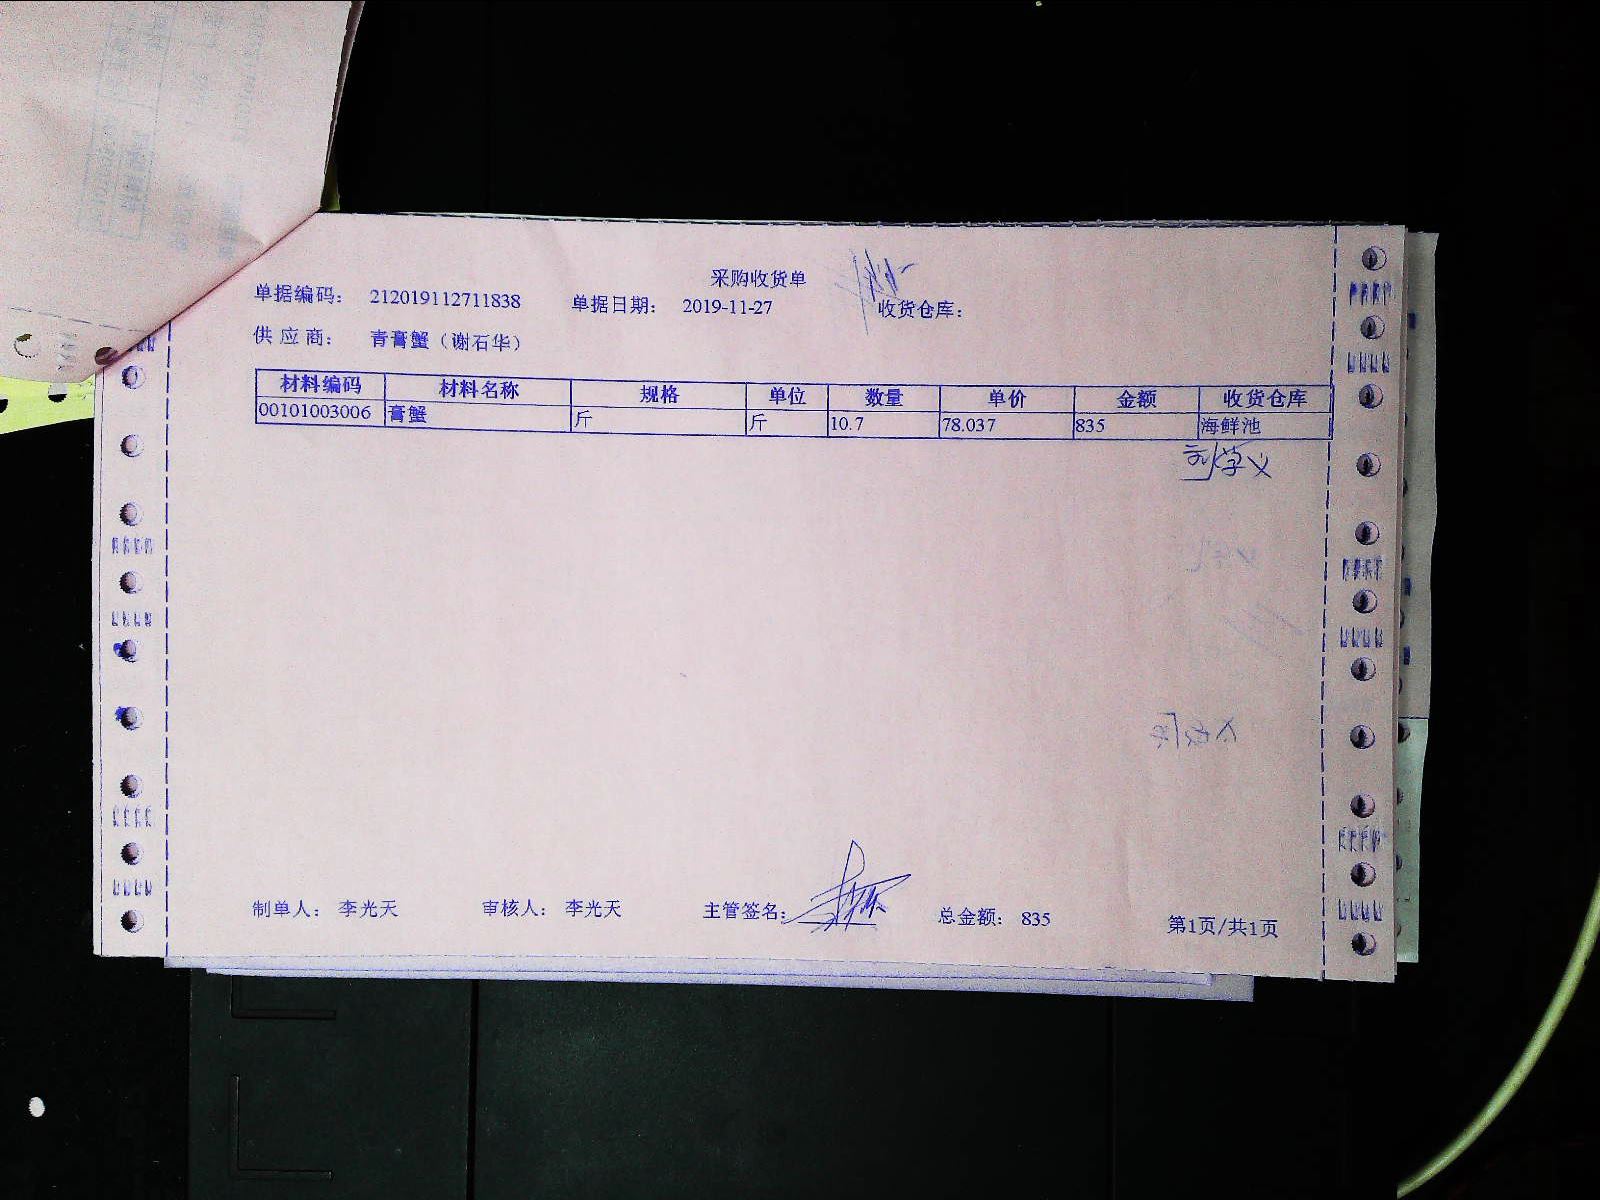 采购收货单
单据编码： 212019112711838 单据日期： 2019-11-27 收货仓库：
供应商： 青膏蟹（谢石华）
材料编码 材料名称 规格 单位 数量 单价 金额 收货仓库
00101003006 膏蟹 斤 斤 10.7 78.037 835 海鲜池
刘学义
制单人： 李光天 审核人： 李光天 主管签名： 总金额： 835 第1页/共1页